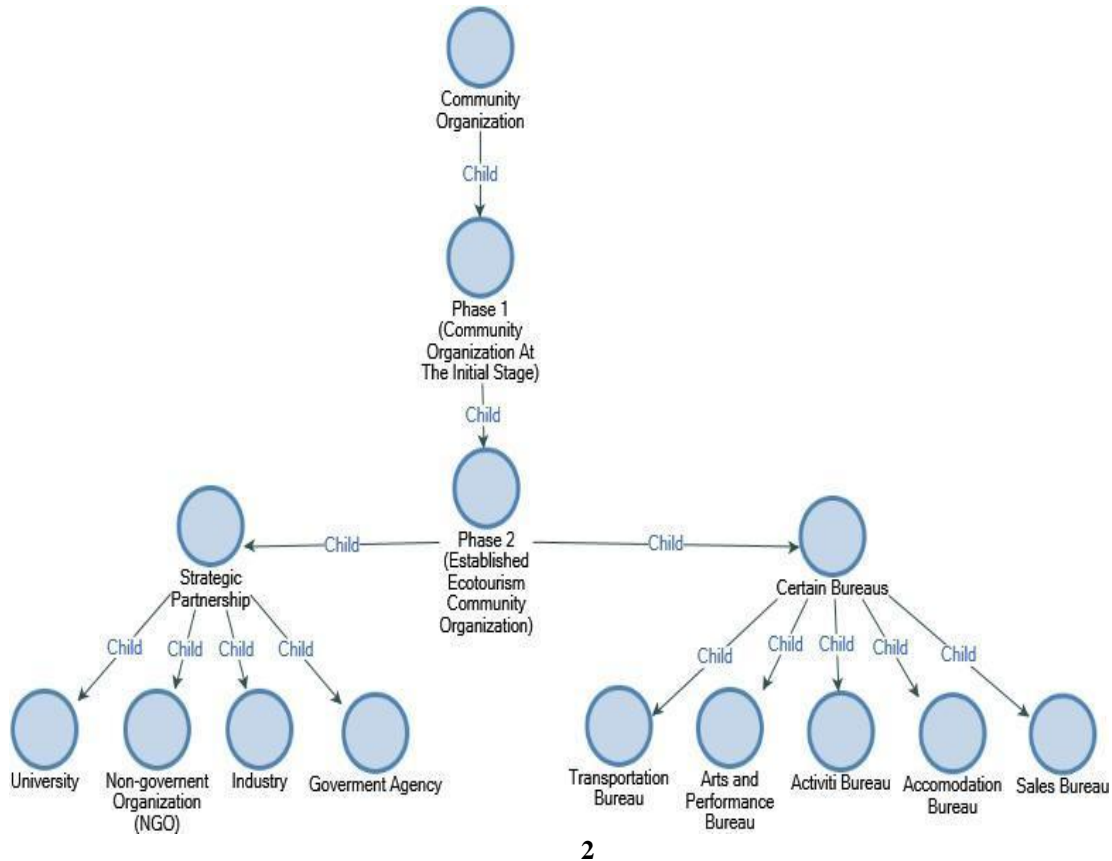 Community
Organization
Child
Phase 1
(Community
Organization At
The Initial Stage)
Child
Phase 2
(Established
Ecotourism
Community
Organization)
Child
Child
Strategic
Partnership
Certain Bureaus
Child
Child
Child
Child
Child
Child
Child
Child
Child
University
Non-governent
Organization
(NGO)
Industry
Goverment Agency
Transportation
Bureau
Arts and
Performance
Bureau
Activiti Bureau
Accomodation
Bureau
Sales Bureau
2